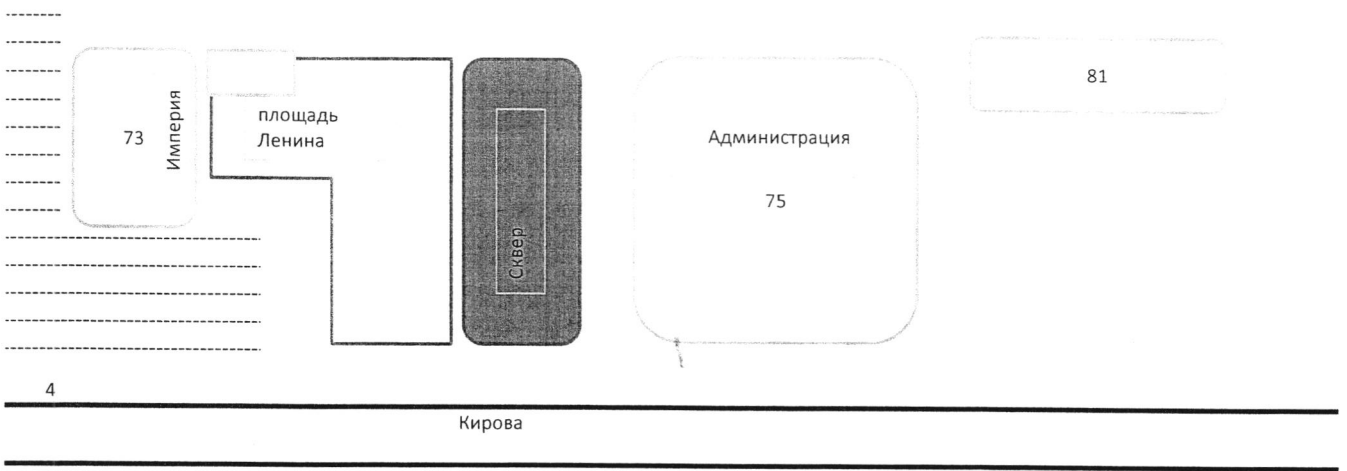 73
Империя
площадь
Ленина
Сквер
Администрация
75
81
4
Кирова